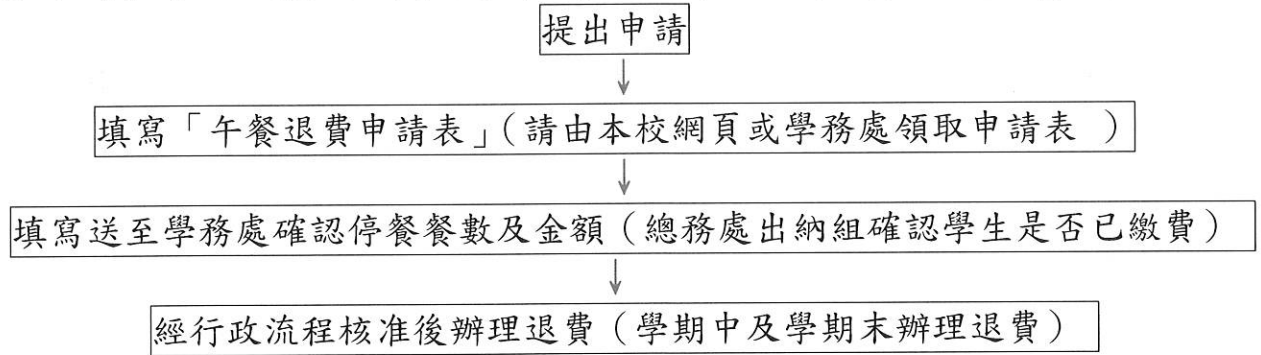 提出申請
填寫「午餐退費申請表」(請由本校網頁或學務處領取申請表 )
填寫送至學務處確認停餐餐數及金額(總務處出納組確認學生是否已繳費)
經行政流程核准後辦理退費(學期中及學期末辦理退費)